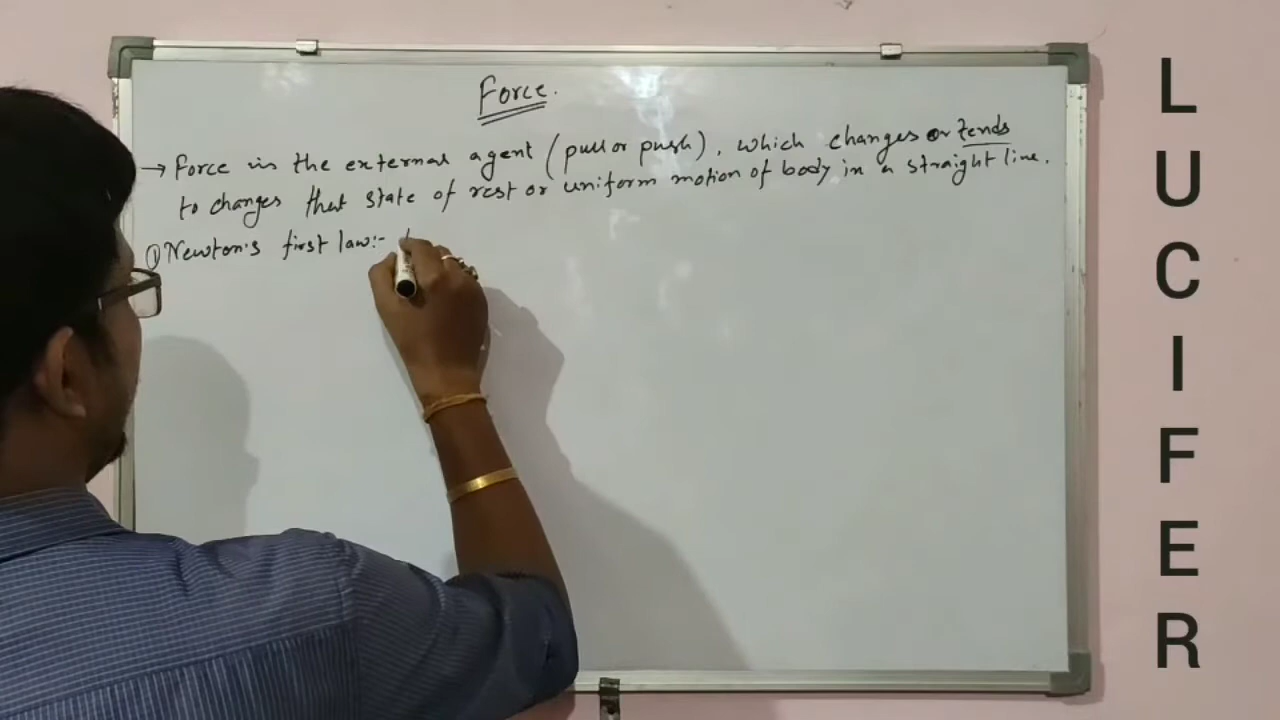 Force.
→ Force is the external agent (pull or push), which changes or tends
to changes that state of rest or uniform motion of body in a straight line.
① Newton's first law:-
LUCIFER